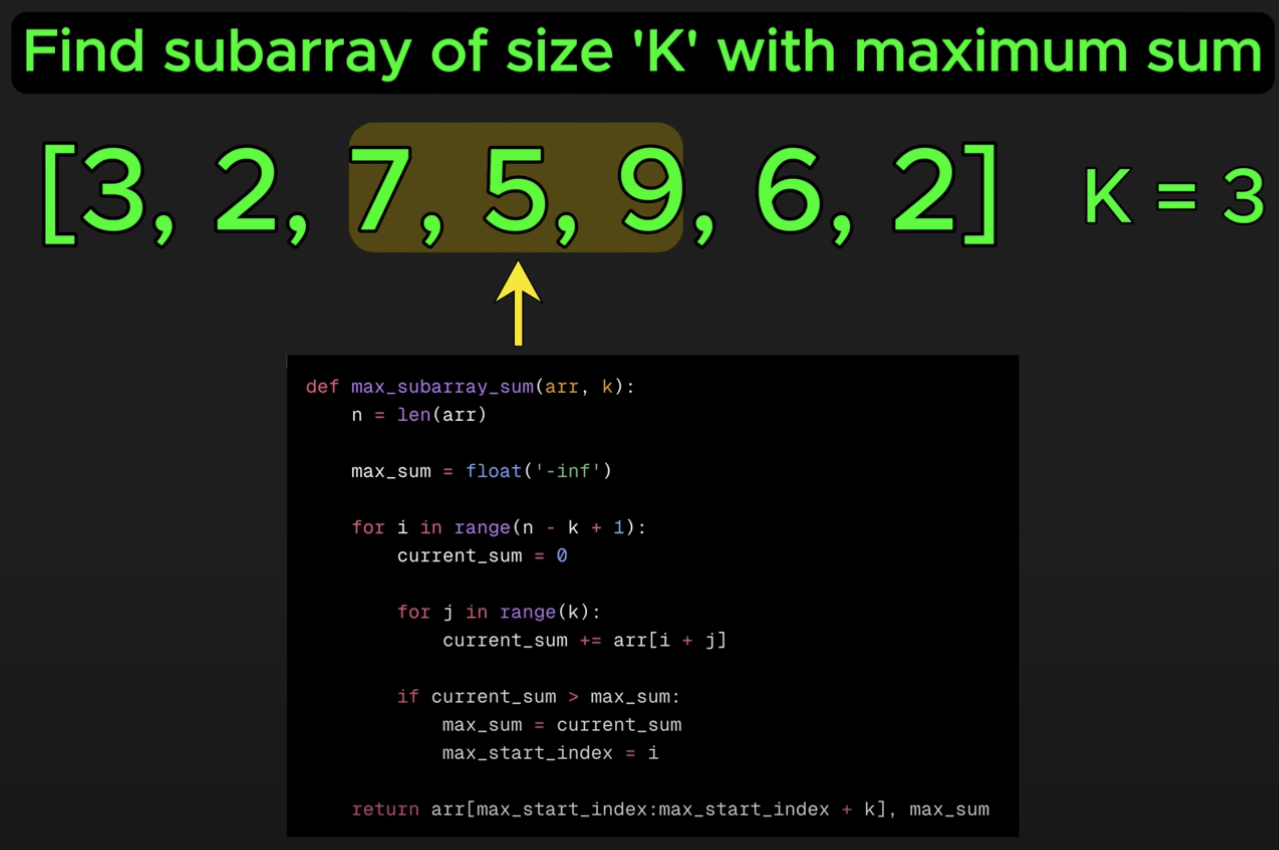 Find subarray of size 'K' with maximum sum
[3, 2, 7, 5, 9, 6, 2] K = 3
def max_subarray_sum(arr, k):
    n = len(arr)
    max_sum = float('-inf')
    for i in range(n - k + 1):
        current_sum = 0
        for j in range(k):
            current_sum += arr[i + j]
        if current_sum > max_sum:
            max_sum = current_sum
            max_start_index = i
    return arr[max_start_index:max_start_index + k], max_sum